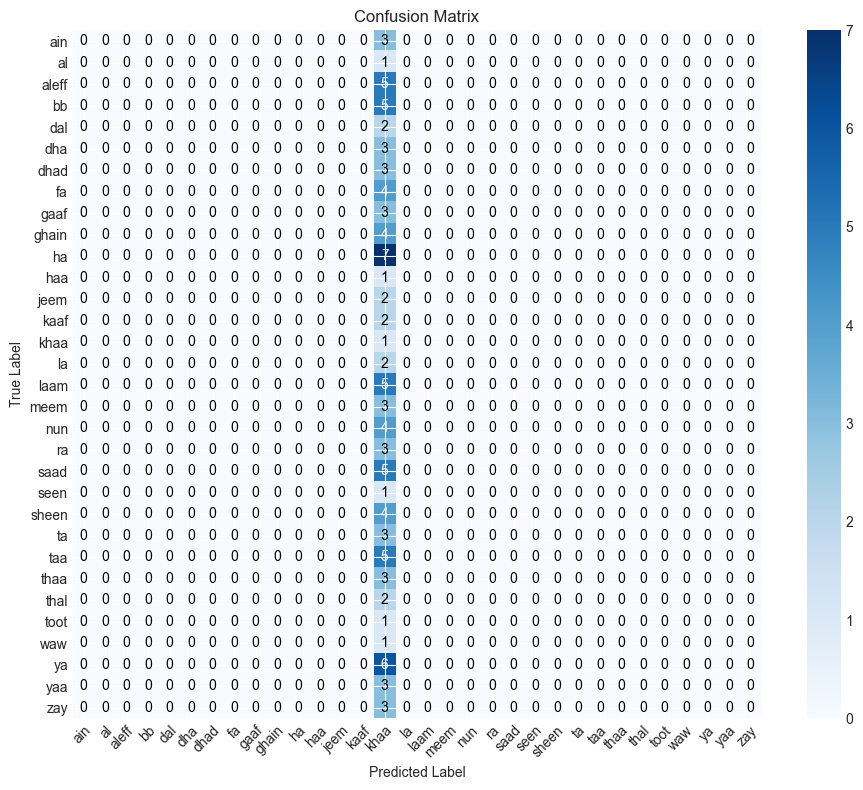 Confusion Matrix
ain 0 0 0 0 0 0 0 0 0 0 0 0 0 0 3 0 0 0 0 0 0 0 0 0 0 0 0 0 0 0 0 0
al 0 0 0 0 0 0 0 0 0 0 0 0 0 0 1 0 0 0 0 0 0 0 0 0 0 0 0 0 0 0 0 0
aleff 0 0 0 0 0 0 0 0 0 0 0 0 0 0 5 0 0 0 0 0 0 0 0 0 0 0 0 0 0 0 0 0
bb 0 0 0 0 0 0 0 0 0 0 0 0 0 0 5 0 0 0 0 0 0 0 0 0 0 0 0 0 0 0 0 0
dal 0 0 0 0 0 0 0 0 0 0 0 0 0 0 2 0 0 0 0 0 0 0 0 0 0 0 0 0 0 0 0 0
dha 0 0 0 0 0 0 0 0 0 0 0 0 0 0 3 0 0 0 0 0 0 0 0 0 0 0 0 0 0 0 0 0
dhad 0 0 0 0 0 0 0 0 0 0 0 0 0 0 3 0 0 0 0 0 0 0 0 0 0 0 0 0 0 0 0 0
fa 0 0 0 0 0 0 0 0 0 0 0 0 0 0 4 0 0 0 0 0 0 0 0 0 0 0 0 0 0 0 0 0
gaaf 0 0 0 0 0 0 0 0 0 0 0 0 0 0 3 0 0 0 0 0 0 0 0 0 0 0 0 0 0 0 0 0
ghain 0 0 0 0 0 0 0 0 0 0 0 0 0 0 4 0 0 0 0 0 0 0 0 0 0 0 0 0 0 0 0 0
ha 0 0 0 0 0 0 0 0 0 0 0 0 0 0 7 0 0 0 0 0 0 0 0 0 0 0 0 0 0 0 0 0
haa 0 0 0 0 0 0 0 0 0 0 0 0 0 0 1 0 0 0 0 0 0 0 0 0 0 0 0 0 0 0 0 0
jeem 0 0 0 0 0 0 0 0 0 0 0 0 0 0 2 0 0 0 0 0 0 0 0 0 0 0 0 0 0 0 0 0
kaaf 0 0 0 0 0 0 0 0 0 0 0 0 0 0 2 0 0 0 0 0 0 0 0 0 0 0 0 0 0 0 0 0
khaa 0 0 0 0 0 0 0 0 0 0 0 0 0 0 1 0 0 0 0 0 0 0 0 0 0 0 0 0 0 0 0 0
la 0 0 0 0 0 0 0 0 0 0 0 0 0 0 2 0 0 0 0 0 0 0 0 0 0 0 0 0 0 0 0 0
laam 0 0 0 0 0 0 0 0 0 0 0 0 0 0 5 0 0 0 0 0 0 0 0 0 0 0 0 0 0 0 0 0
meem 0 0 0 0 0 0 0 0 0 0 0 0 0 0 3 0 0 0 0 0 0 0 0 0 0 0 0 0 0 0 0 0
nun 0 0 0 0 0 0 0 0 0 0 0 0 0 0 4 0 0 0 0 0 0 0 0 0 0 0 0 0 0 0 0 0
ra 0 0 0 0 0 0 0 0 0 0 0 0 0 0 3 0 0 0 0 0 0 0 0 0 0 0 0 0 0 0 0 0
saad 0 0 0 0 0 0 0 0 0 0 0 0 0 0 5 0 0 0 0 0 0 0 0 0 0 0 0 0 0 0 0 0
seen 0 0 0 0 0 0 0 0 0 0 0 0 0 0 1 0 0 0 0 0 0 0 0 0 0 0 0 0 0 0 0 0
sheen 0 0 0 0 0 0 0 0 0 0 0 0 0 0 4 0 0 0 0 0 0 0 0 0 0 0 0 0 0 0 0 0
ta 0 0 0 0 0 0 0 0 0 0 0 0 0 0 3 0 0 0 0 0 0 0 0 0 0 0 0 0 0 0 0 0
taa 0 0 0 0 0 0 0 0 0 0 0 0 0 0 5 0 0 0 0 0 0 0 0 0 0 0 0 0 0 0 0 0
thaa 0 0 0 0 0 0 0 0 0 0 0 0 0 0 3 0 0 0 0 0 0 0 0 0 0 0 0 0 0 0 0 0
thal 0 0 0 0 0 0 0 0 0 0 0 0 0 0 2 0 0 0 0 0 0 0 0 0 0 0 0 0 0 0 0 0
toot 0 0 0 0 0 0 0 0 0 0 0 0 0 0 1 0 0 0 0 0 0 0 0 0 0 0 0 0 0 0 0 0
waw 0 0 0 0 0 0 0 0 0 0 0 0 0 0 1 0 0 0 0 0 0 0 0 0 0 0 0 0 0 0 0 0
ya 0 0 0 0 0 0 0 0 0 0 0 0 0 0 6 0 0 0 0 0 0 0 0 0 0 0 0 0 0 0 0 0
yaa 0 0 0 0 0 0 0 0 0 0 0 0 0 0 3 0 0 0 0 0 0 0 0 0 0 0 0 0 0 0 0 0
zay 0 0 0 0 0 0 0 0 0 0 0 0 0 0 3 0 0 0 0 0 0 0 0 0 0 0 0 0 0 0 0 0
ain al aleff bb dal dha dhad fa gaaf ghain ha haa jeem kaaf khaa la laam meem nun ra saad seen sheen ta taa thaa thal toot waw ya yaa zay
Predicted Label
True Label
7
6
5
4
3
2
1
0